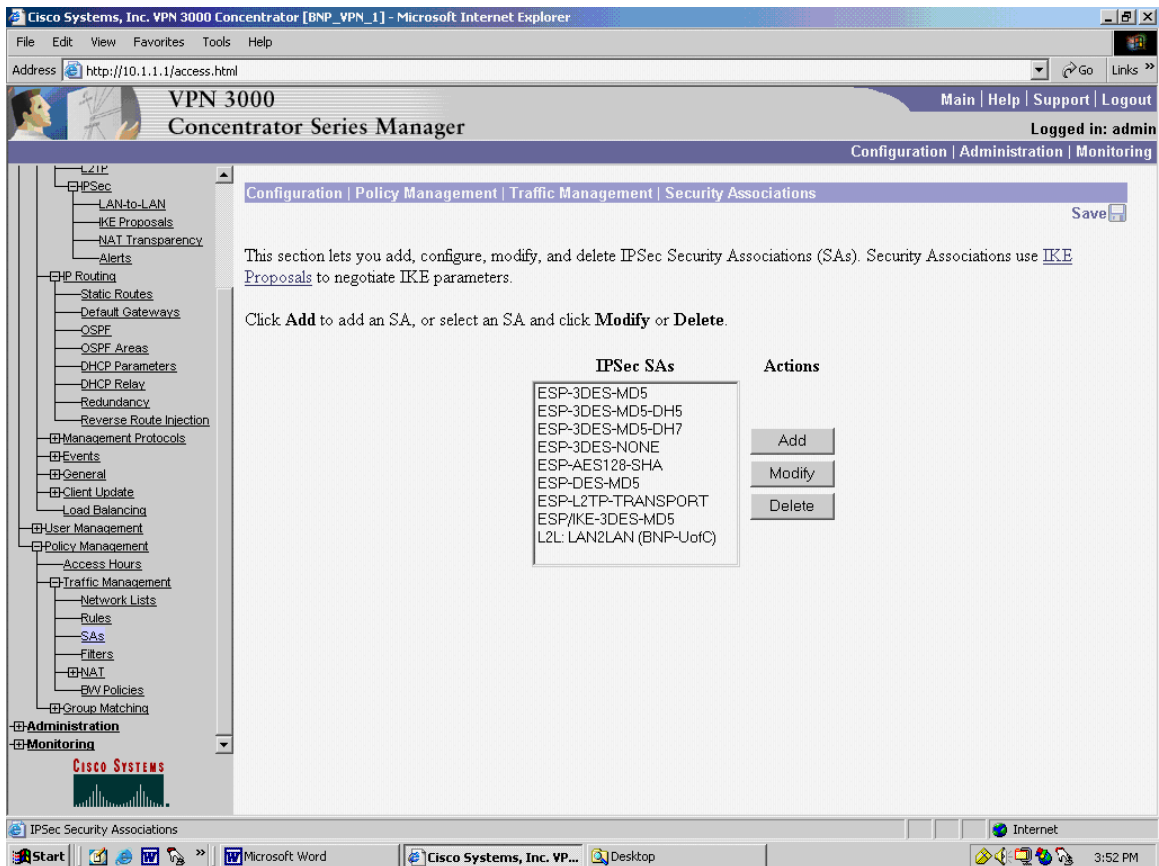 Cisco Systems, Inc. VPN 3000 Concentrator [BNP_VPN_1] - Microsoft Internet Explorer
File Edit View Favorites Tools Help
Address http://10.1.1.1/access.html Go Links »
VPN 3000
Concentrator Series Manager
Main | Help | Support | Logout
Logged in: admin
Configuration | Administration | Monitoring
L2TP
IPSec
LAN-to-LAN
IKE Proposals
NAT Transparency
Alerts
IP Routing
Static Routes
Default Gateways
OSPF
OSPF Areas
DHCP Parameters
DHCP Relay
Redundancy
Reverse Route Injection
Management Protocols
Events
General
Client Update
Load Balancing
User Management
Policy Management
Access Hours
Traffic Management
Network Lists
Rules
SAs
Filters
NAT
BW Policies
Group Matching
Administration
Monitoring
CISCO SYSTEMS
Configuration | Policy Management | Traffic Management | Security Associations
Save
This section lets you add, configure, modify, and delete IPSec Security Associations (SAs). Security Associations use IKE
Proposals to negotiate IKE parameters.
Click Add to add an SA, or select an SA and click Modify or Delete.
IPSec SAs Actions
ESP-3DES-MD5
ESP-3DES-MD5-DH5
ESP-3DES-MD5-DH7
ESP-3DES-NONE
ESP-AES128-SHA
ESP-DES-MD5
ESP-L2TP-TRANSPORT
ESP/IKE-3DES-MD5
L2L: LAN2LAN (BNP-UofC)
Add
Modify
Delete
IPSec Security Associations Internet
Start » Microsoft Word Cisco Systems, Inc. VP... Desktop 3:52 PM